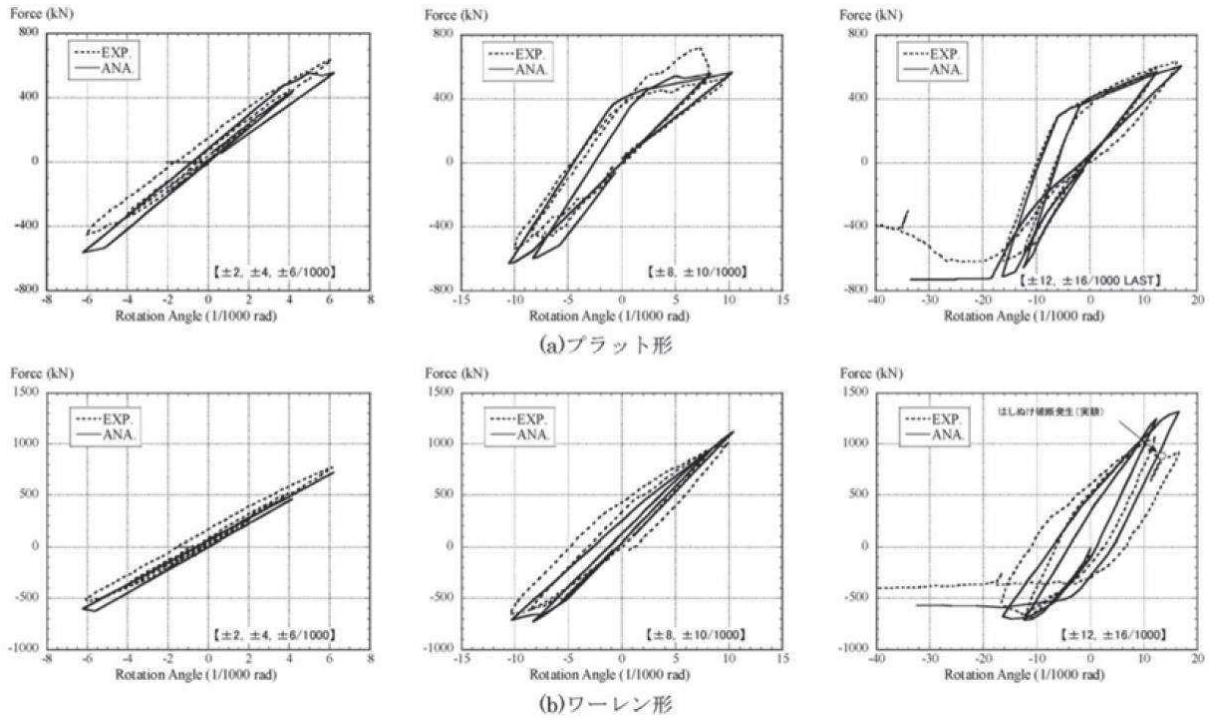 Force (kN)
800
400
0
-400
-800
EXP.
ANA.
【±2, ±4, ±6/1000】
-8 -6 -4 -2 0 2 4 6 8
Rotation Angle (1/1000 rad)
Force (kN)
800
400
0
-400
-800
EXP.
ANA.
【±8, ±10/1000】
-15 -10 -5 0 5 10 15
Rotation Angle (1/1000 rad)
Force (kN)
800
400
0
-400
-800
EXP.
ANA.
【±12, ±16/1000 LAST】
-40 -30 -20 -10 0 10 20
Rotation Angle (1/1000 rad)
(a)プラット形
Force (kN)
1500
1000
500
0
-500
-1000
EXP.
ANA.
【±2, ±4, ±6/1000】
-8 -6 -4 -2 0 2 4 6 8
Rotation Angle (1/1000 rad)
Force (kN)
1500
1000
500
0
-500
-1000
EXP.
ANA.
【±8, ±10/1000】
-15 -10 -5 0 5 10 15
Rotation Angle (1/1000 rad)
Force (kN)
1500
1000
500
0
-500
-1000
EXP.
ANA.
はしぬけ破断発生(実験)
【±12, ±16/1000】
-40 -30 -20 -10 0 10 20
Rotation Angle (1/1000 rad)
(b)ワーレン形